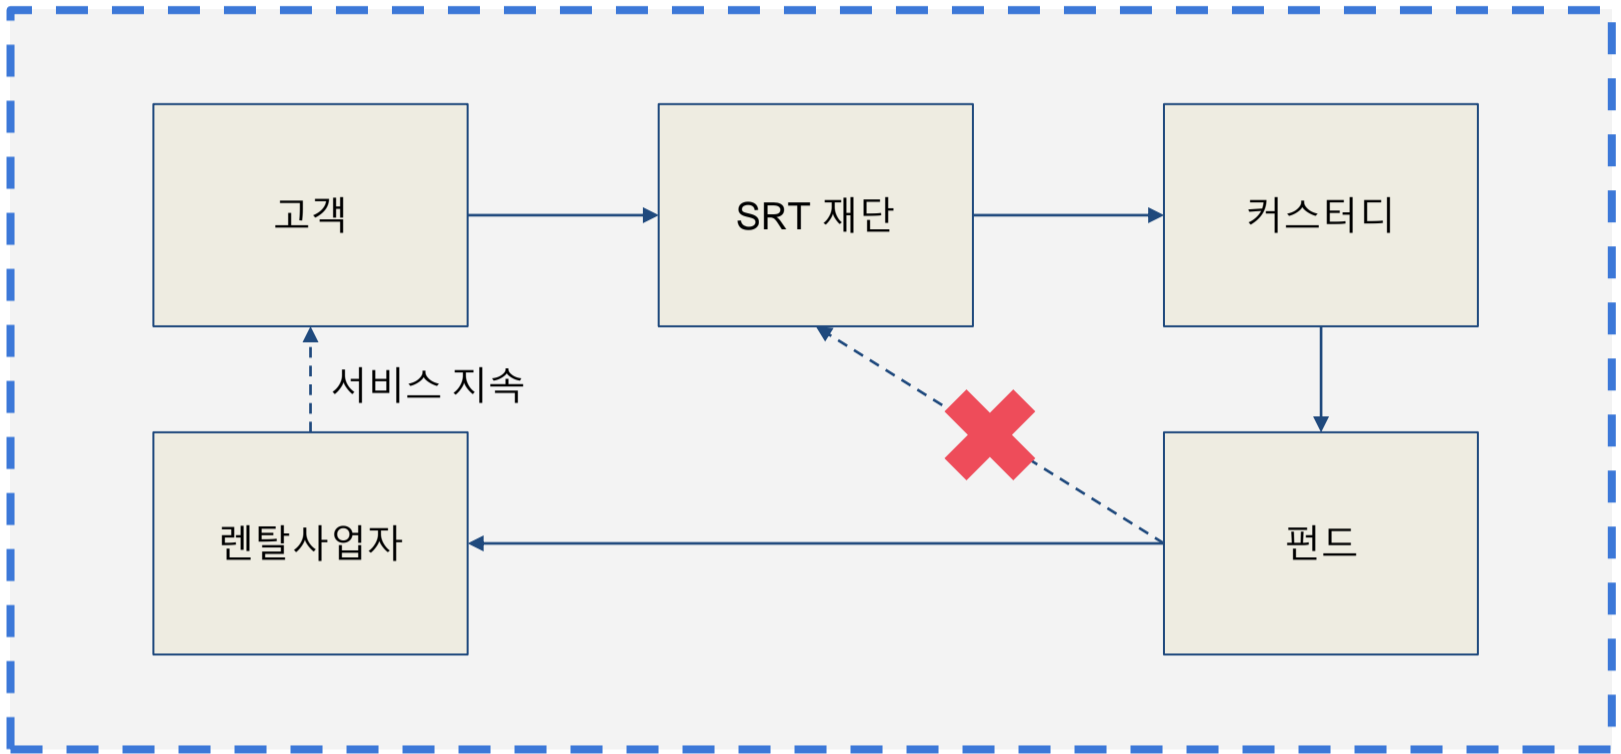 고객
SRT 재단
커스터디
서비스 지속
렌탈사업자
펀드